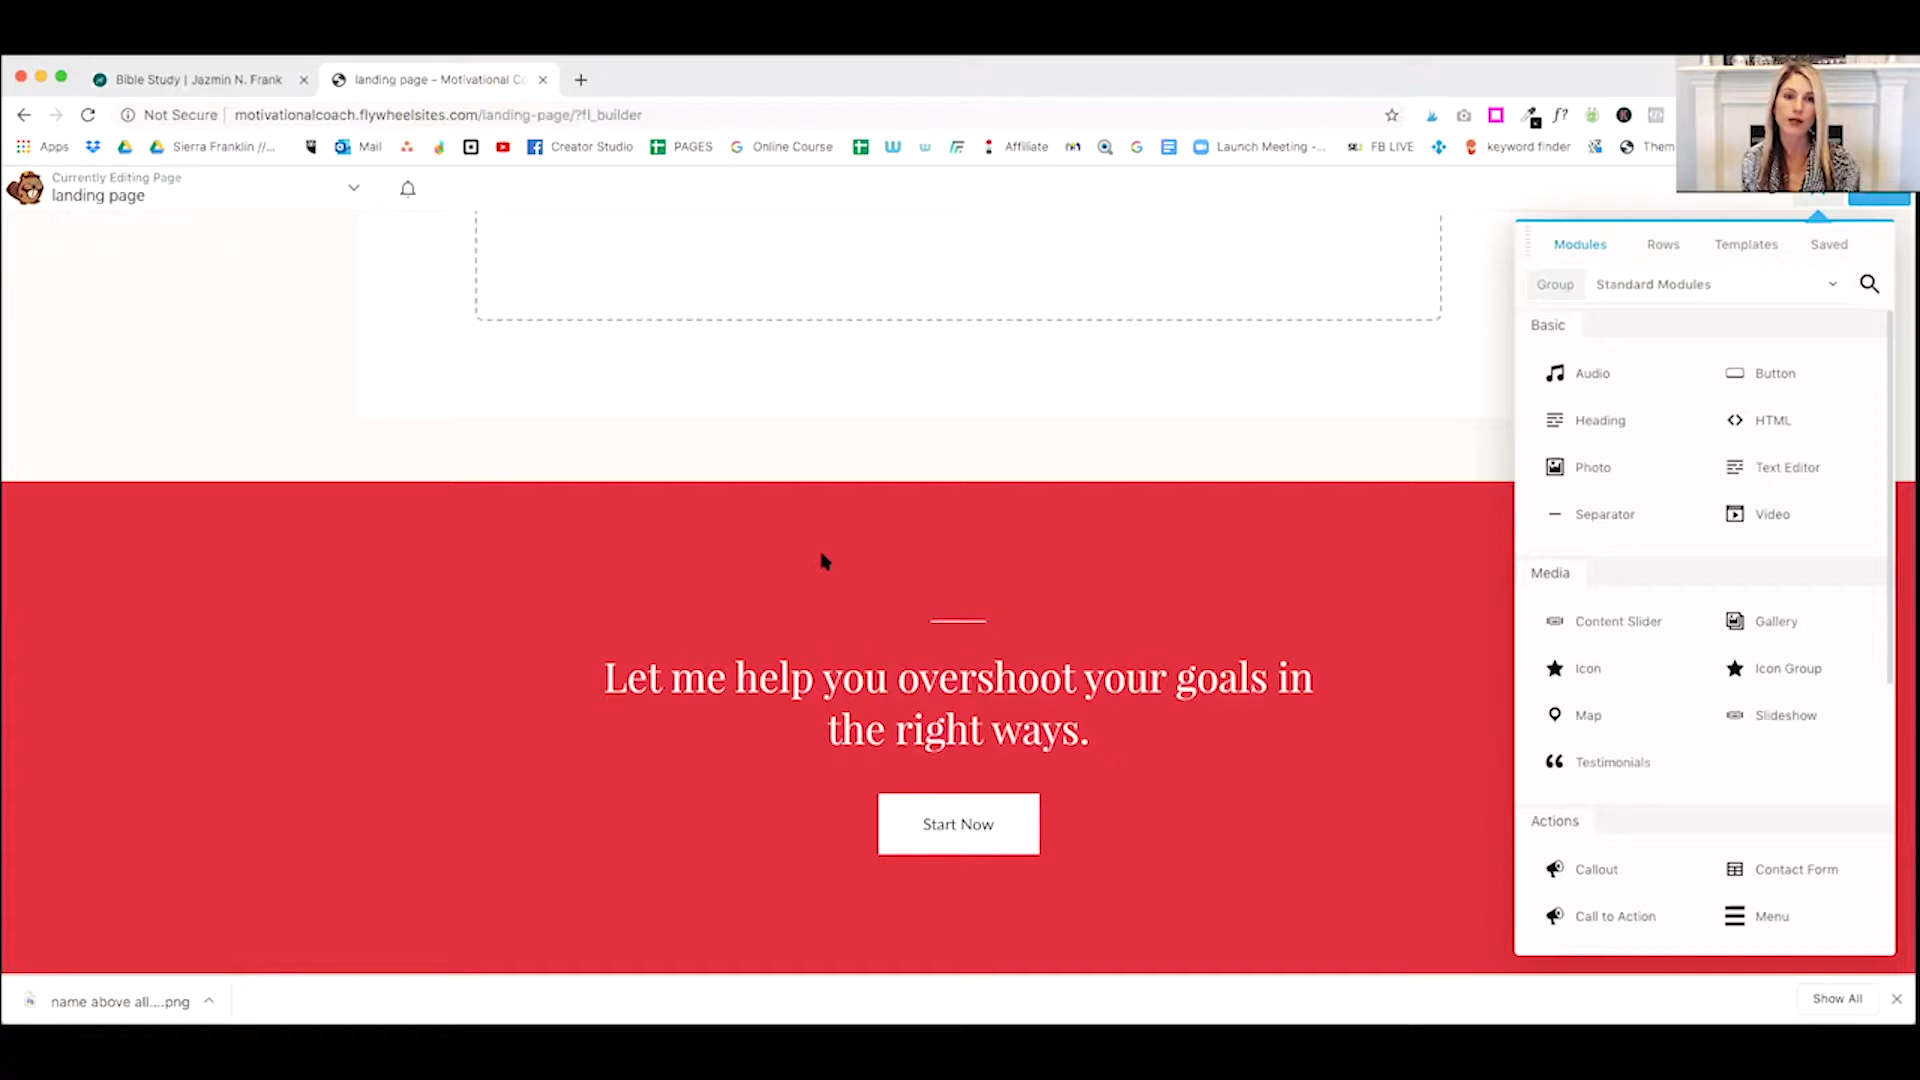 Bible Study | Jazmin N. Frank
landing page – Motivational Co
Not Secure
motivationalcoach.flywheelsites.com/landing-page/?fl_builder
f?
Apps
Sierra Franklin //...
Mail
Creator Studio
PAGES
Online Course
Affiliate
Launch Meeting -...
FB LIVE
keyword finder
Them
Currently Editing Page
landing page
Modules
Rows
Templates
Saved
Group
Standard Modules
Basic
Audio
Button
Heading
HTML
Photo
Text Editor
Separator
Video
Media
Content Slider
Gallery
Icon
Icon Group
Map
Slideshow
Testimonials
Actions
Callout
Contact Form
Call to Action
Menu
Let me help you overshoot your goals in
the right ways.
Start Now
name above all....png
Show All